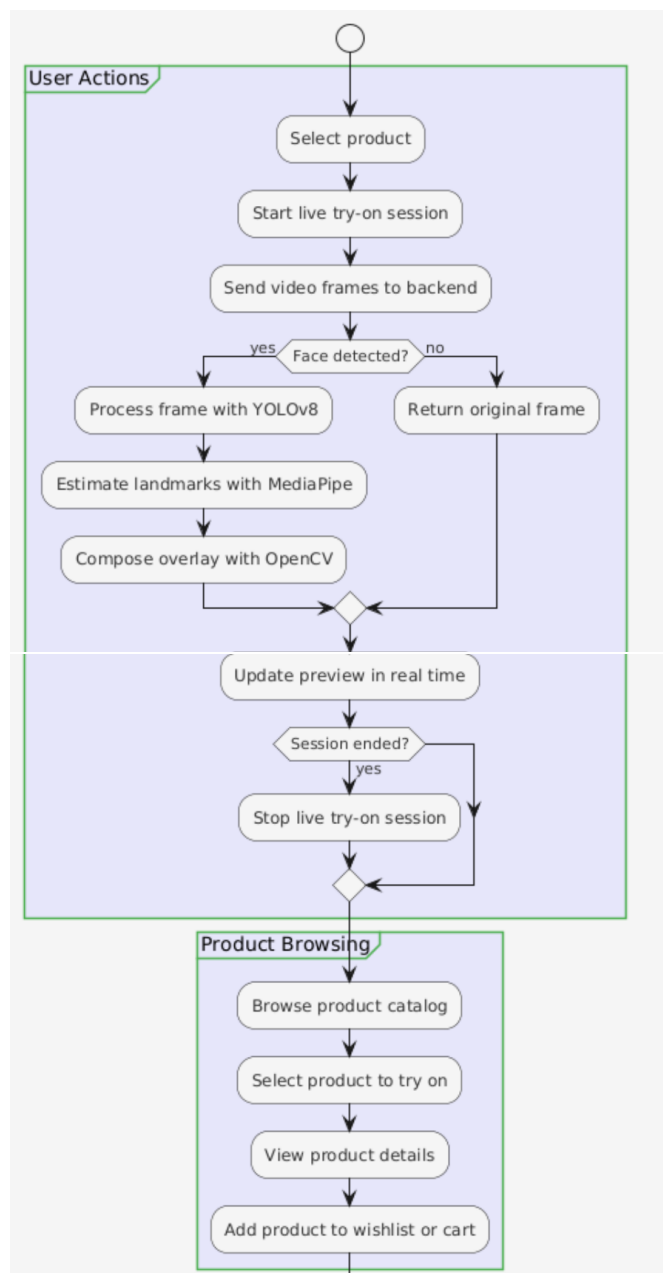 User Actions
Select product
Start live try-on session
Send video frames to backend
yes
Face detected?
no
Process frame with YOLOv8
Return original frame
Estimate landmarks with MediaPipe
Compose overlay with OpenCV
Update preview in real time
Session ended?
yes
Stop live try-on session
Product Browsing
Browse product catalog
Select product to try on
View product details
Add product to wishlist or cart